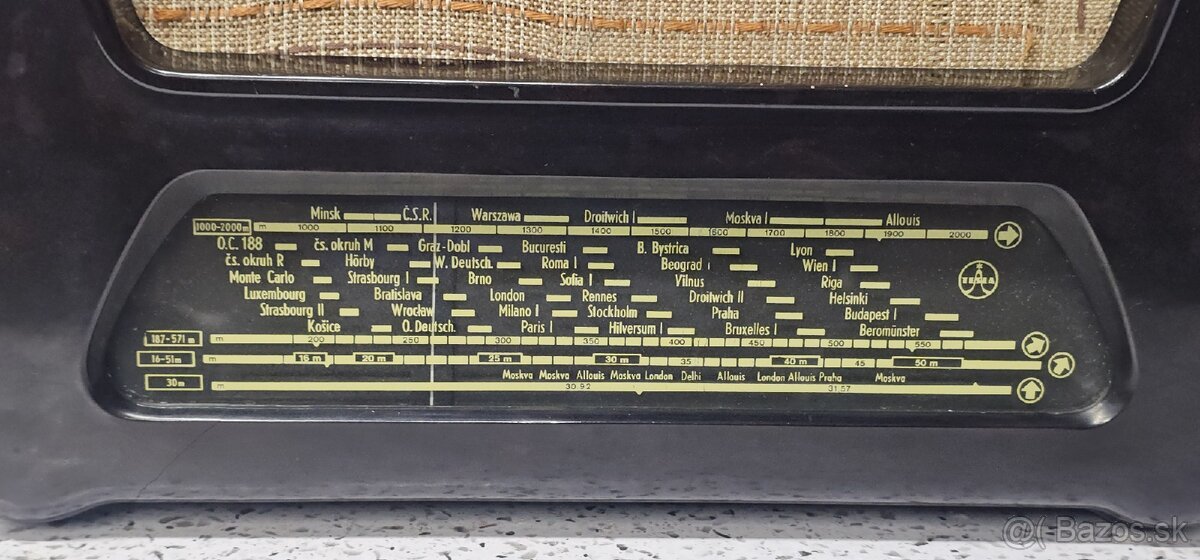 Minsk Č.S.R. Warszawa Droitwich I Moskva I Allouis
1000-2000m m 1000 1100 1200 1300 1400 1500 1600 1700 1800 1900 2000
O.C. 188 čs. okruh M Graz-Dobl Bucuresti B. Bystrica Lyon
čs. okruh R Hörby W. Deutsch. Roma I Beograd I Wien I
Monte Carlo Strasbourg I Brno Sofia I Vilnus Riga
TESLA
Luxembourg Bratislava London Rennes Droitwich II Helsinki
Strasbourg II Wrocław Milano I Stockholm Praha Budapest I
Košice O. Deutsch. Paris I Hilversum I Bruxelles I Beromünster
187-571m m 200 250 300 350 400 450 500 550
16-51m m 16 m 20 m 25 m 30 m 35 40 m 45 50 m
Moskva Moskva Allouis Moskva London Delhi Allouis London Allouis Praha Moskva
30m m 30.92 31.57
@(-Bazos.sk